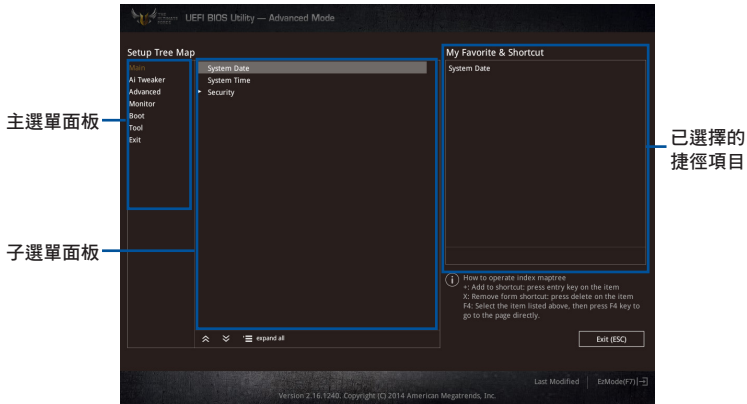 THE ULTIMATE FORCE
UEFI BIOS Utility — Advanced Mode
Setup Tree Map
My Favorite & Shortcut
Main
Ai Tweaker
Advanced
Monitor
Boot
Tool
Exit
System Date
System Time
Security
System Date
主選單面板
子選單面板
已選擇的
捷徑項目
How to operate index maptree
+: Add to shortcut: press entry key on the item
X: Remove form shortcut: press delete on the item
F4: Select the item listed above, then press F4 key to
go to the page directly.
expand all
Exit (ESC)
Last Modified
EzMode(F7)
Version 2.16.1240. Copyright (C) 2014 American Megatrends, Inc.